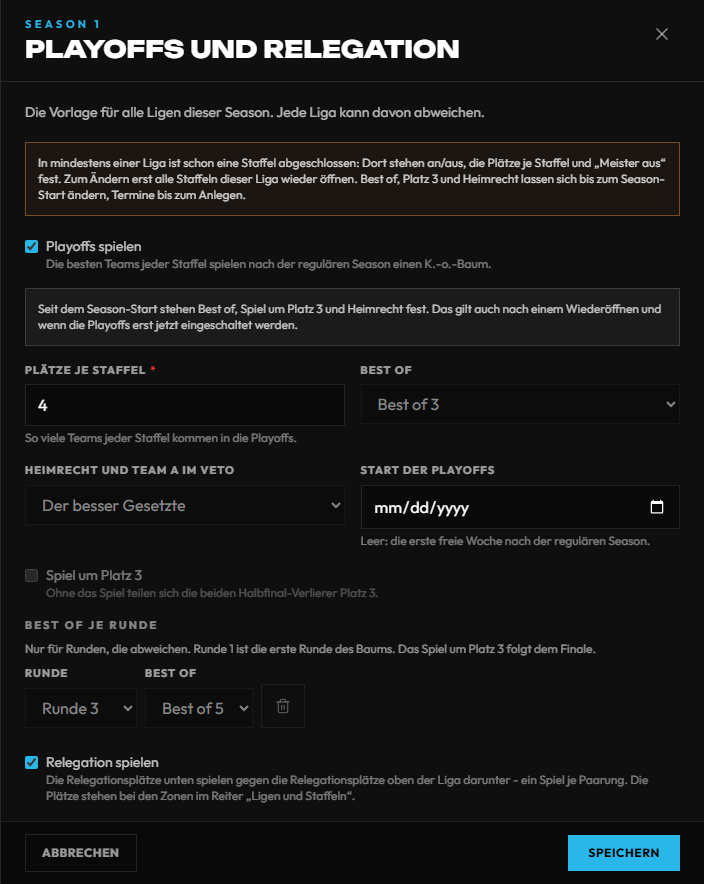 SEASON 1
PLAYOFFS UND RELEGATION
Die Vorlage für alle Ligen dieser Season. Jede Liga kann davon abweichen.
In mindestens einer Liga ist schon eine Staffel abgeschlossen: Dort stehen an/aus, die Plätze je Staffel und „Meister aus“
fest. Zum Ändern erst alle Staffeln dieser Liga wieder öffnen. Best of, Platz 3 und Heimrecht lassen sich bis zum Season-
Start ändern, Termine bis zum Anlegen.
Playoffs spielen
Die besten Teams jeder Staffel spielen nach der regulären Season einen K.-o.-Baum.
Seit dem Season-Start stehen Best of, Spiel um Platz 3 und Heimrecht fest. Das gilt auch nach einem Wiederöffnen und
wenn die Playoffs erst jetzt eingeschaltet werden.
PLÄTZE JE STAFFEL * BEST OF
4 Best of 3
So viele Teams jeder Staffel kommen in die Playoffs.
HEIMRECHT UND TEAM A IM VETO START DER PLAYOFFS
Der besser Gesetzte mm/dd/yyyy
Leer: die erste freie Woche nach der regulären Season.
Spiel um Platz 3
Ohne das Spiel teilen sich die beiden Halbfinal-Verlierer Platz 3.
BEST OF JE RUNDE
Nur für Runden, die abweichen. Runde 1 ist die erste Runde des Baums. Das Spiel um Platz 3 folgt dem Finale.
RUNDE BEST OF
Runde 3 Best of 5
Relegation spielen
Die Relegationsplätze unten spielen gegen die Relegationsplätze oben der Liga darunter - ein Spiel je Paarung. Die
Plätze stehen bei den Zonen im Reiter „Ligen und Staffeln“.
ABBRECHEN SPEICHERN